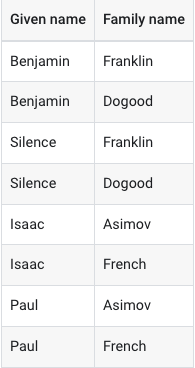 Given name Family name
Benjamin Franklin
Benjamin Dogood
Silence Franklin
Silence Dogood
Isaac Asimov
Isaac French
Paul Asimov
Paul French